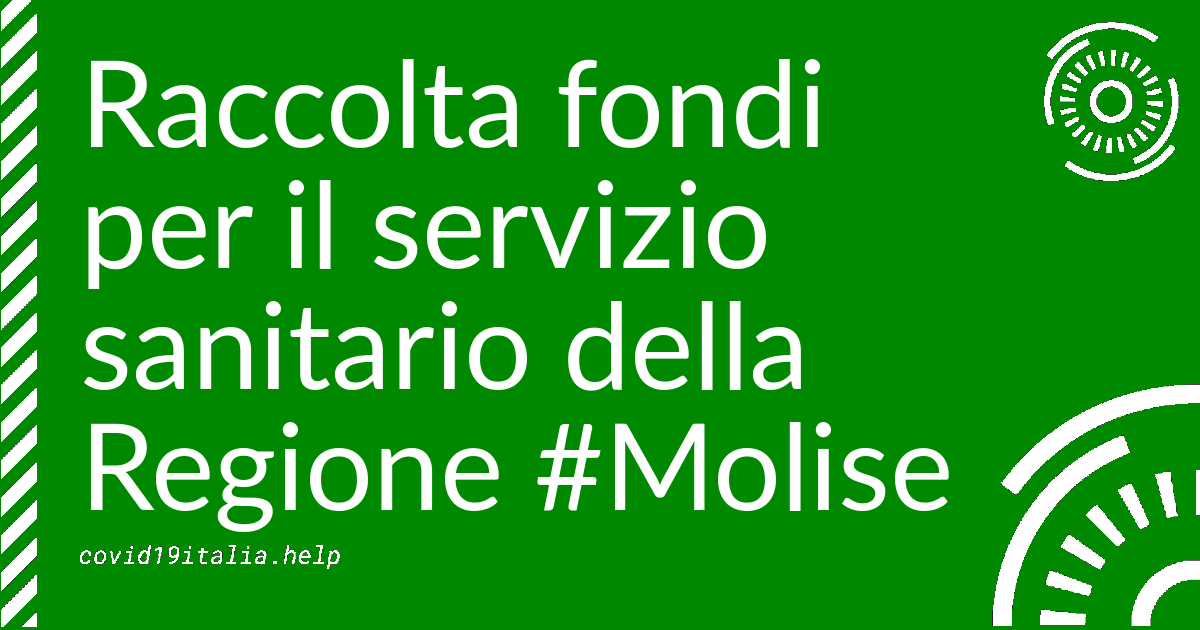 Raccolta fondi
per il servizio
sanitario della
Regione #Molise
covid19italia.help